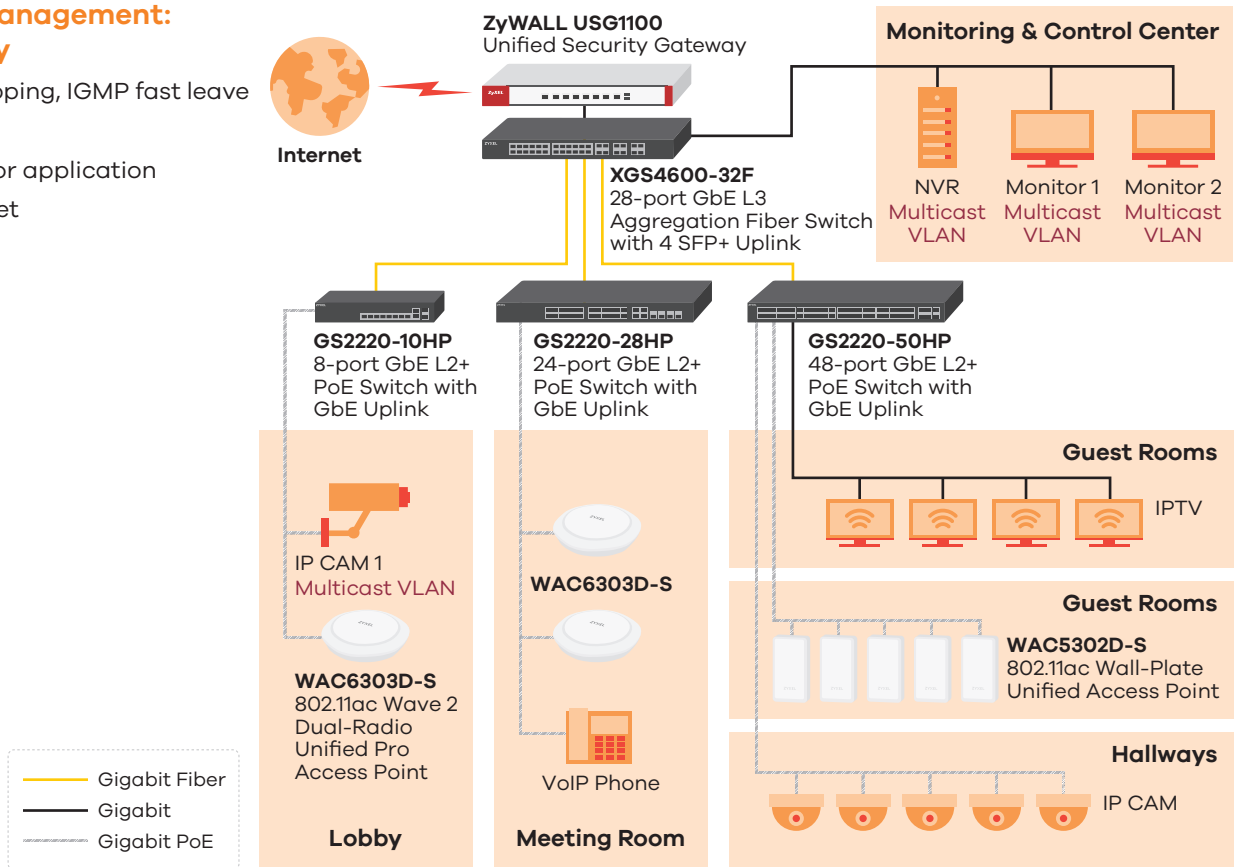 anagement:
y
ping, IGMP fast leave
or application
et
Internet
ZyWALL USG1100
Unified Security Gateway
ZyXEL
ZYXEL
XGS4600-32F
28-port GbE L3
Aggregation Fiber Switch
with 4 SFP+ Uplink
Monitoring & Control Center
NVR
Multicast
VLAN
Monitor 1
Multicast
VLAN
Monitor 2
Multicast
VLAN
GS2220-10HP
8-port GbE L2+
PoE Switch with
GbE Uplink
GS2220-28HP
24-port GbE L2+
PoE Switch with
GbE Uplink
GS2220-50HP
48-port GbE L2+
PoE Switch with
GbE Uplink
IP CAM 1
Multicast VLAN
ZYXEL
WAC6303D-S
802.11ac Wave 2
Dual-Radio
Unified Pro
Access Point
Lobby
ZYXEL
WAC6303D-S
ZYXEL
VoIP Phone
Meeting Room
Guest Rooms
IPTV
Guest Rooms
WAC5302D-S
802.11ac Wall-Plate
Unified Access Point
Hallways
IP CAM
Gigabit Fiber
Gigabit
Gigabit PoE